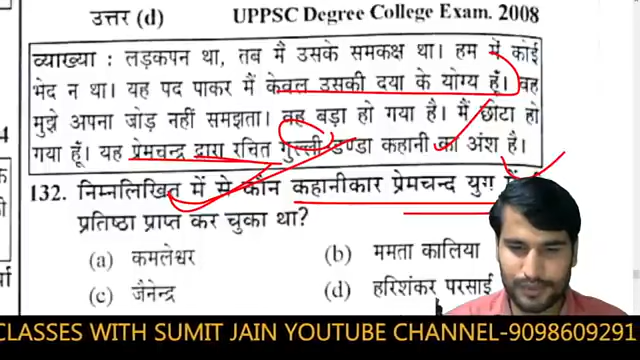 उत्तर (d) UPPSC Degree College Exam. 2008
व्याख्या : लड़कपन था, तब मैं उसके समकक्ष था। हम में कोई
भेद न था। यह पद पाकर मैं केवल उसकी दया के योग्य हूँ। वह
मुझे अपना जोड़ नहीं समझता। वह बड़ा हो गया है। मैं छोटा हो
गया हूँ। यह प्रेमचन्द्र द्वारा रचित गुल्ली डण्डा कहानी का अंश है।
132. निम्नलिखित में से कौन कहानीकार प्रेमचन्द युग
प्रतिष्ठा प्राप्त कर चुका था?
(a) कमलेश्वर (b) ममता कालिया
(c) जैनेन्द्र (d) हरिशंकर परसाई
CLASSES WITH SUMIT JAIN YOUTUBE CHANNEL-9098609291